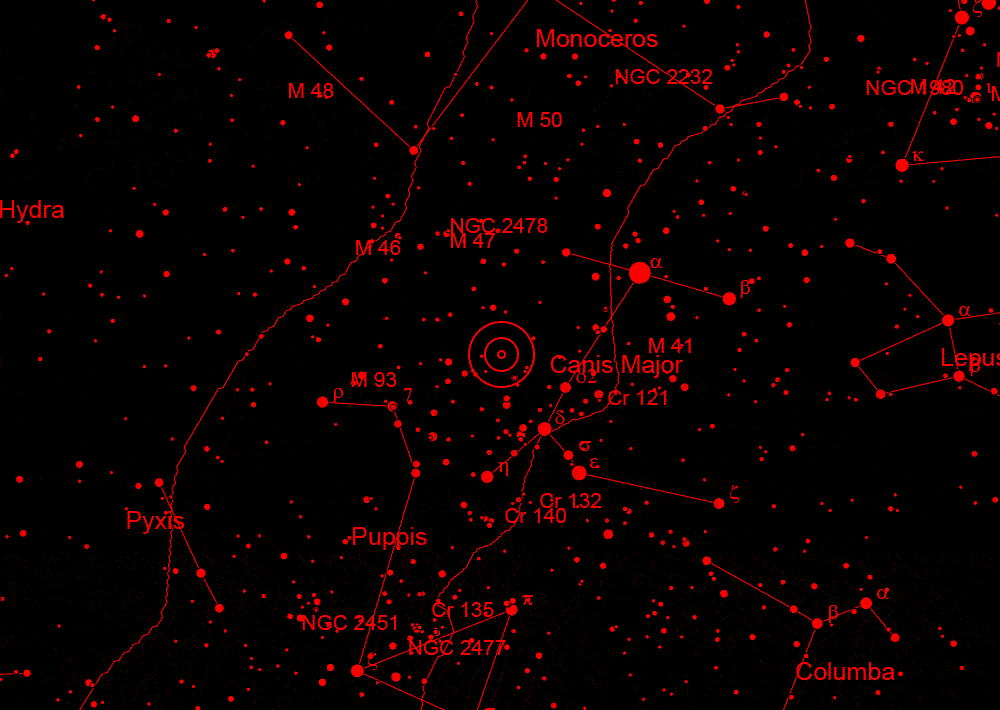 ζ
Monoceros
NGC 2232
M 48
M 42
ι
M 50
κ
Hydra
NGC 2478
M 47
M 46
α
β
α
M 41
Canis Major
Lepus
β
M 93
ο2
ρ
Cr 121
δ
σ
ε
η
ζ
Cr 132
Cr 140
Pyxis
Puppis
α
π
Cr 135
β
NGC 2451
NGC 2477
ζ
Columba